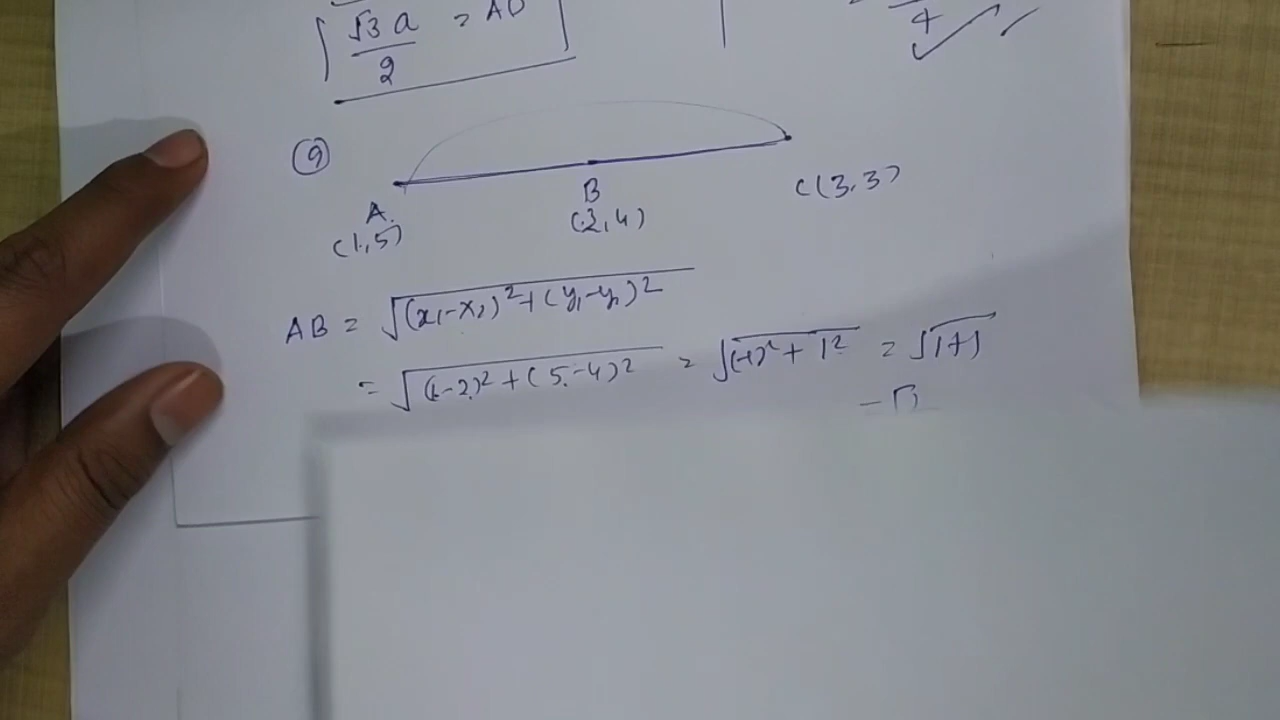 √3 a = AD
2
4
9
A B C(3,3)
(1,5) (2,4)
AB = √(x₁-x₂)²+(y₁-y₂)²
= √(1-2)²+(5-4)² = √(-1)²+1² = √1+1